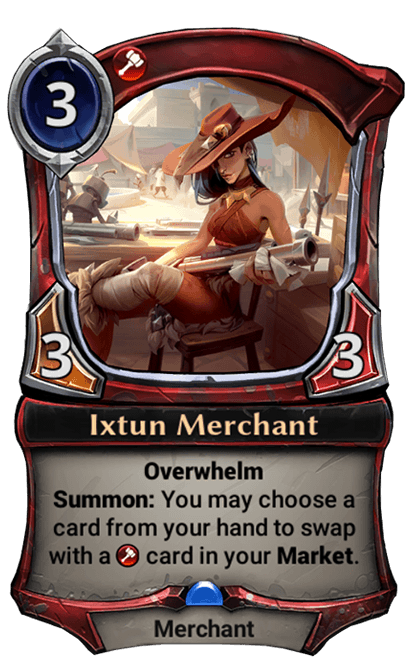 3
3
3
Ixtun Merchant
Overwhelm
Summon: You may choose a
card from your hand to swap
with a card in your Market.
Merchant